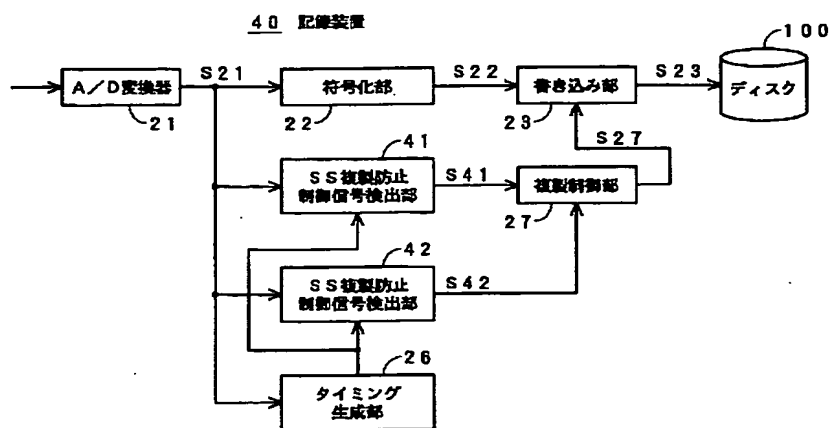 40 記録装置
100
A/D変換器
21
S21
符号化部
22
S22
書き込み部
23
S23
ディスク
S27
41
SS複製防止
制御信号検出部
S41
複製制御部
27
42
SS複製防止
制御信号検出部
S42
26
タイミング
生成部